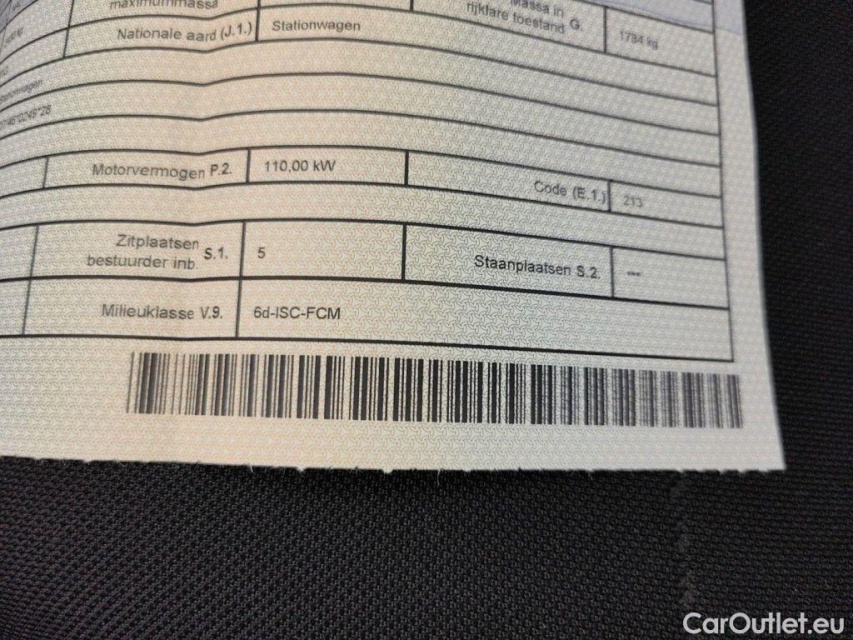 maximummassa
Nationale aard (J.1.) Stationwagen
Massa in G.
rijklare toestand
1784 kg
Motorvermogen P.2. 110,00 kW
Code (E.1.) 213
Zitplaatsen S.1. 5
bestuurder inb
Staanplaatsen S.2. ---
Milieuklasse V.9. 6d-ISC-FCM
CarOutlet.eu